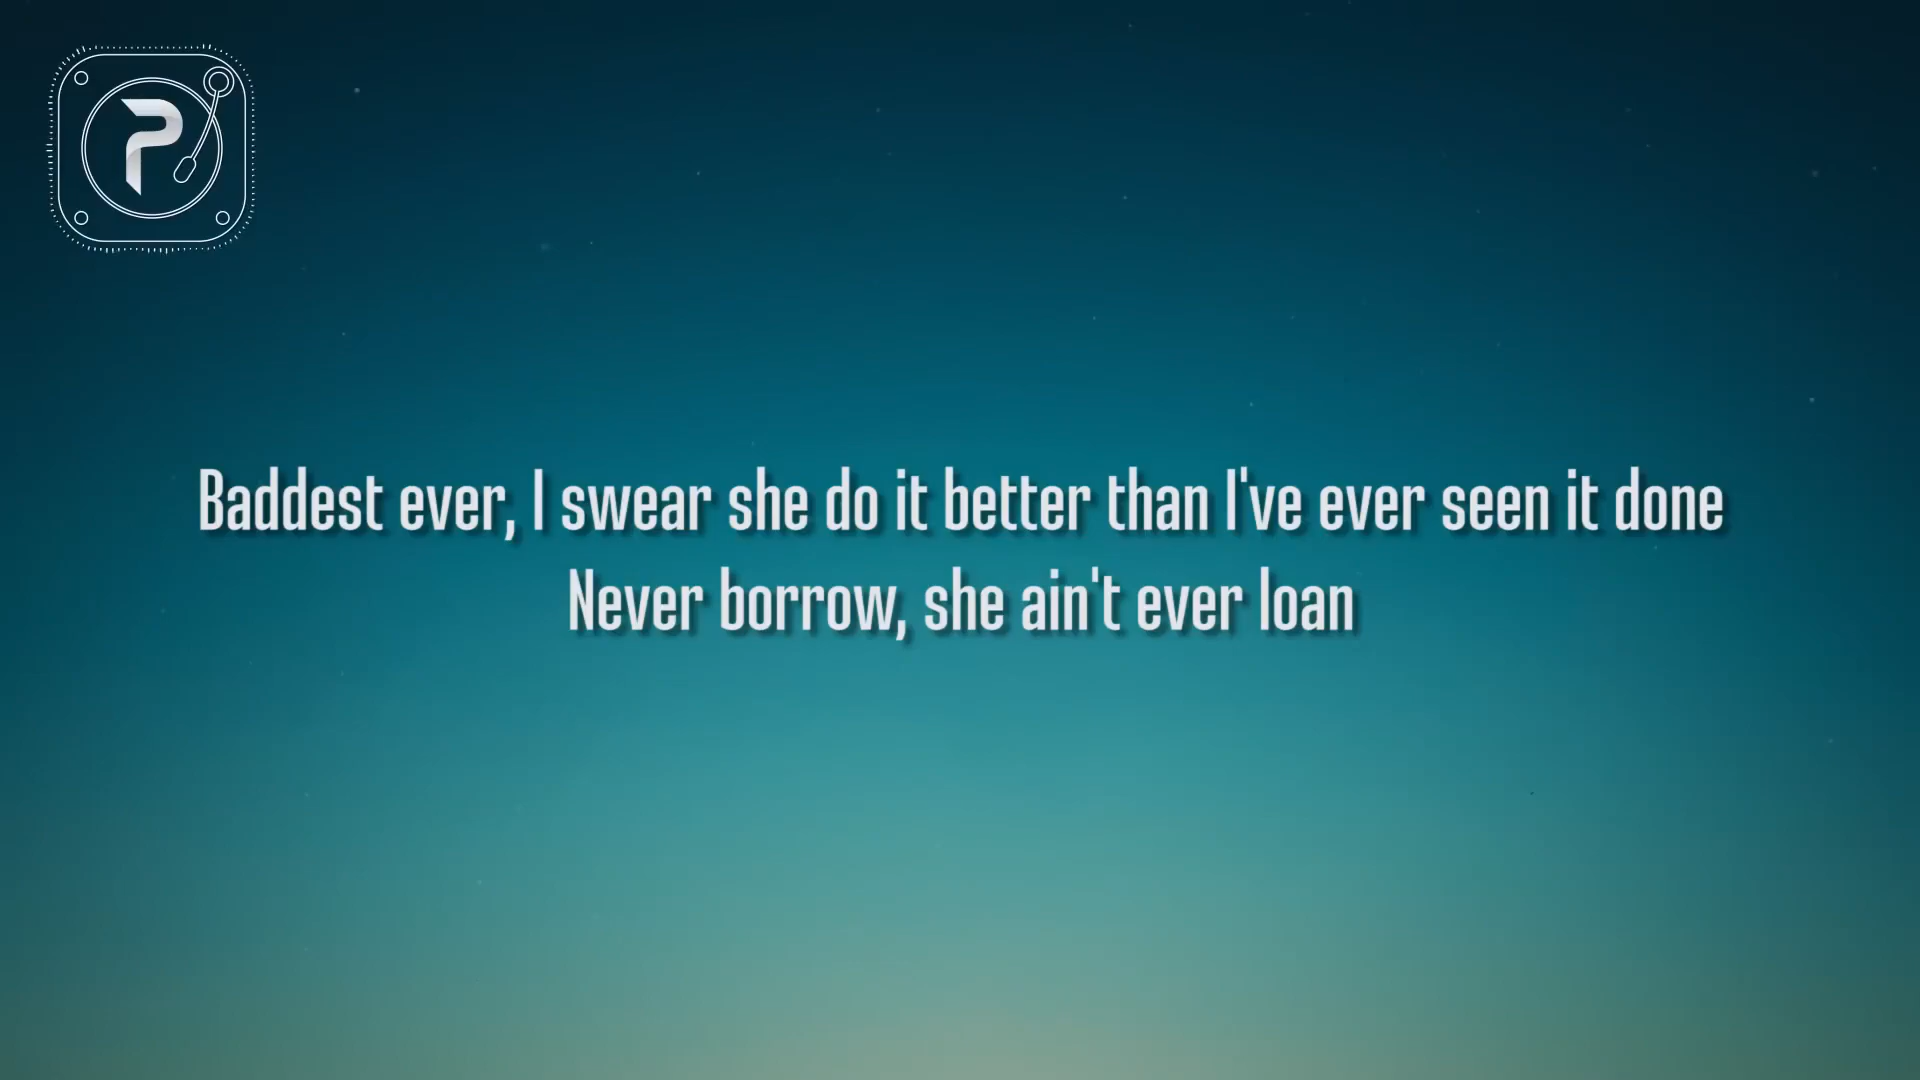 P
Baddest ever, I swear she do it better than I've ever seen it done
Never borrow, she ain't ever loan